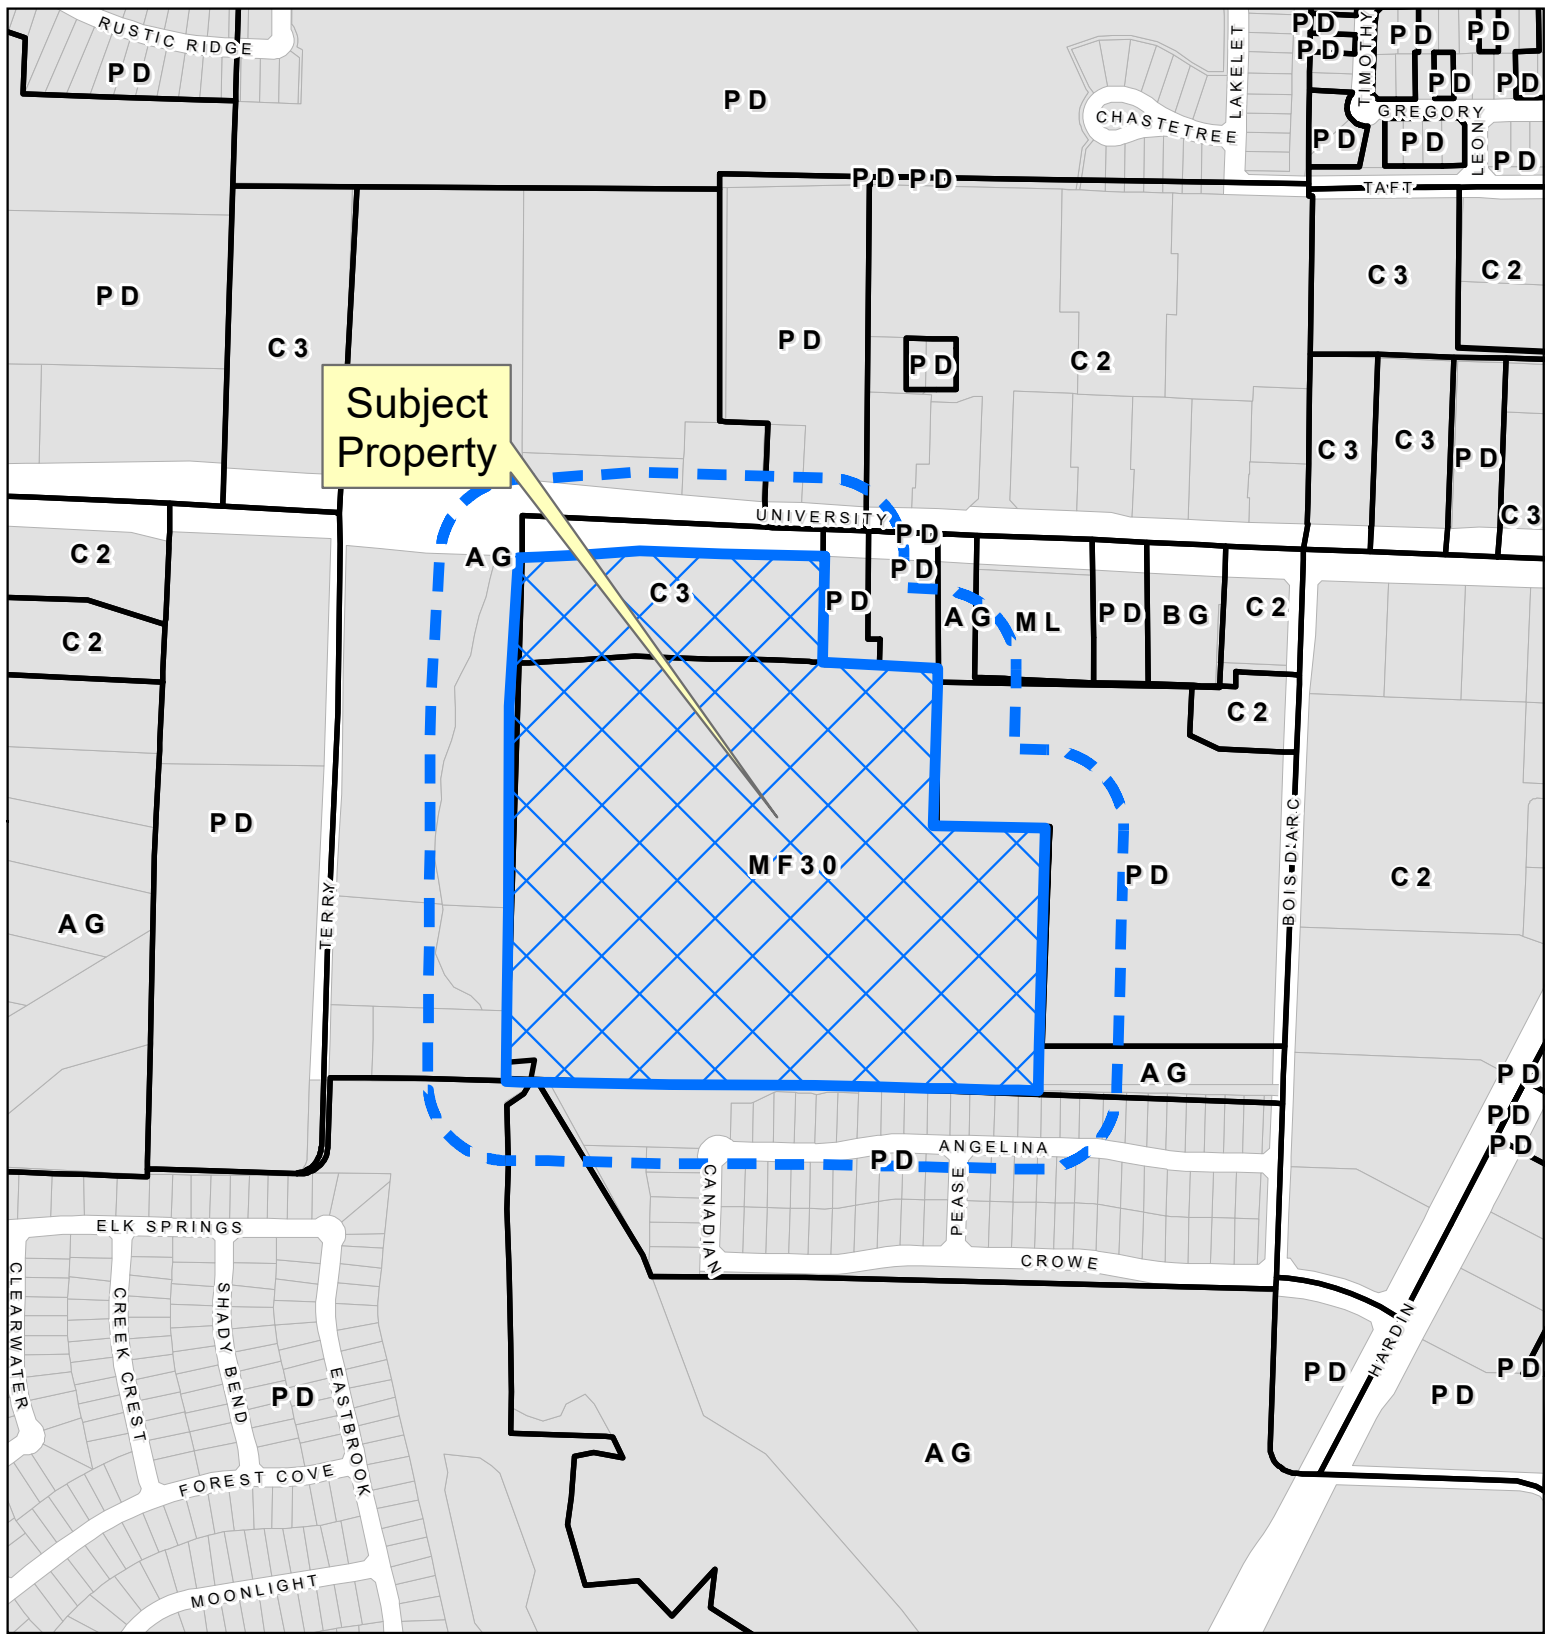 RUSTIC RIDGE
PD
PD
LAKELET
CHASTETREE
PD
PD
TIMOTHY
PD
PD
PD
PD
GREGORY
PD
PD
LEON
PD
PD PD
TAFT
PD
C3
C3
C2
PD
PD
C2
C3
C3
PD
C3
Subject
Property
UNIVERSITY
PD
C2
AG
C3
PD
PD
AG
ML
PD
BG
C2
C2
C2
PD
MF30
PD
BOIS D'ARC
C2
AG
TERRY
AG
PD
PD
PD
ANGELINA
PD
CANADIAN
PEASE
CROWE
ELK SPRINGS
CLEARWATER
CREEK CREST
SHADY BEND
PD
EASTBROOK
HARDIN
PD
PD
PD
FOREST COVE
AG
MOONLIGHT